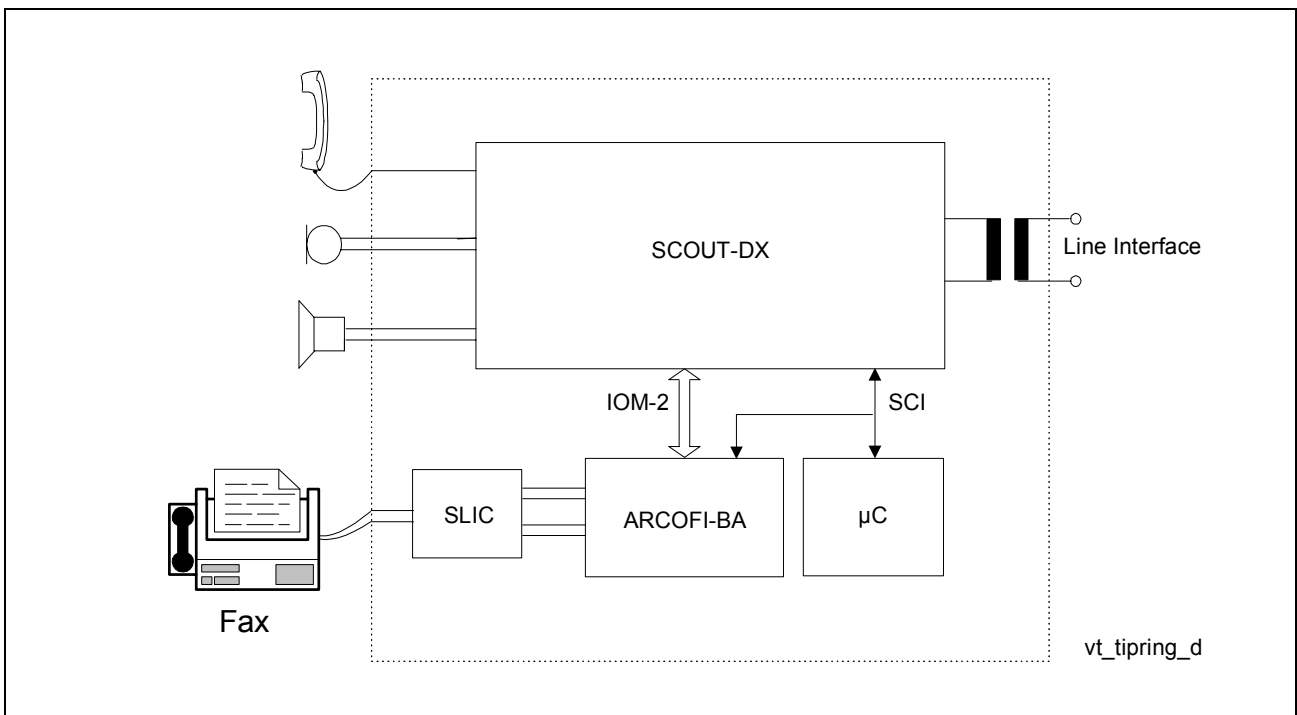 SCOUT-DX
Line Interface
IOM-2
SCI
SLIC
ARCOFI-BA
µC
Fax
vt_tipring_d